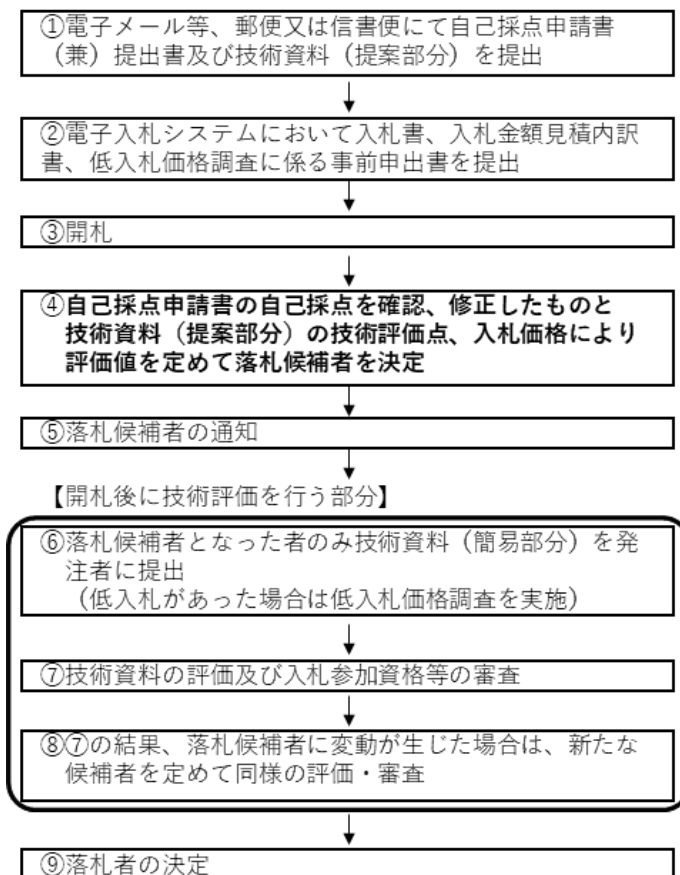 ①電子メール等、郵便又は信書便にて自己採点申請書
（兼）提出書及び技術資料（提案部分）を提出
②電子入札システムにおいて入札書、入札金額見積内訳
書、低入札価格調査に係る事前申出書を提出
③開札
④自己採点申請書の自己採点を確認、修正したものと
技術資料（提案部分）の技術評価点、入札価格により
評価値を定めて落札候補者を決定
⑤落札候補者の通知
【開札後に技術評価を行う部分】
⑥落札候補者となった者のみ技術資料（簡易部分）を発
注者に提出
（低入札があった場合は低入札価格調査を実施）
⑦技術資料の評価及び入札参加資格等の審査
⑧⑦の結果、落札候補者に変動が生じた場合は、新たな
候補者を定めて同様の評価・審査
⑨落札者の決定